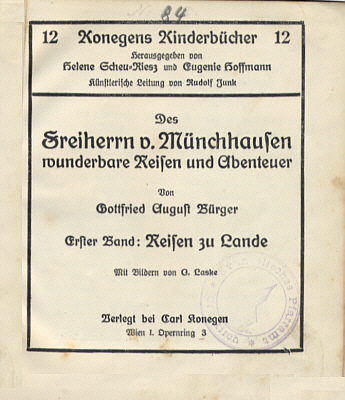 № 84
12 Konegens Kinderbücher 12
Herausgegeben von
Helene Scheu-Riesz und Eugenie Hoffmann
Künstlerische Leitung von Rudolf Junk
Des
Freiherrn v. Münchhausen
wunderbare Reisen und Abenteuer
Von
Gottfried August Bürger
Erster Band: Reisen zu Lande
Mit Bildern von O. Laske
Verlegt bei Carl Konegen
Wien I. Opernring 3